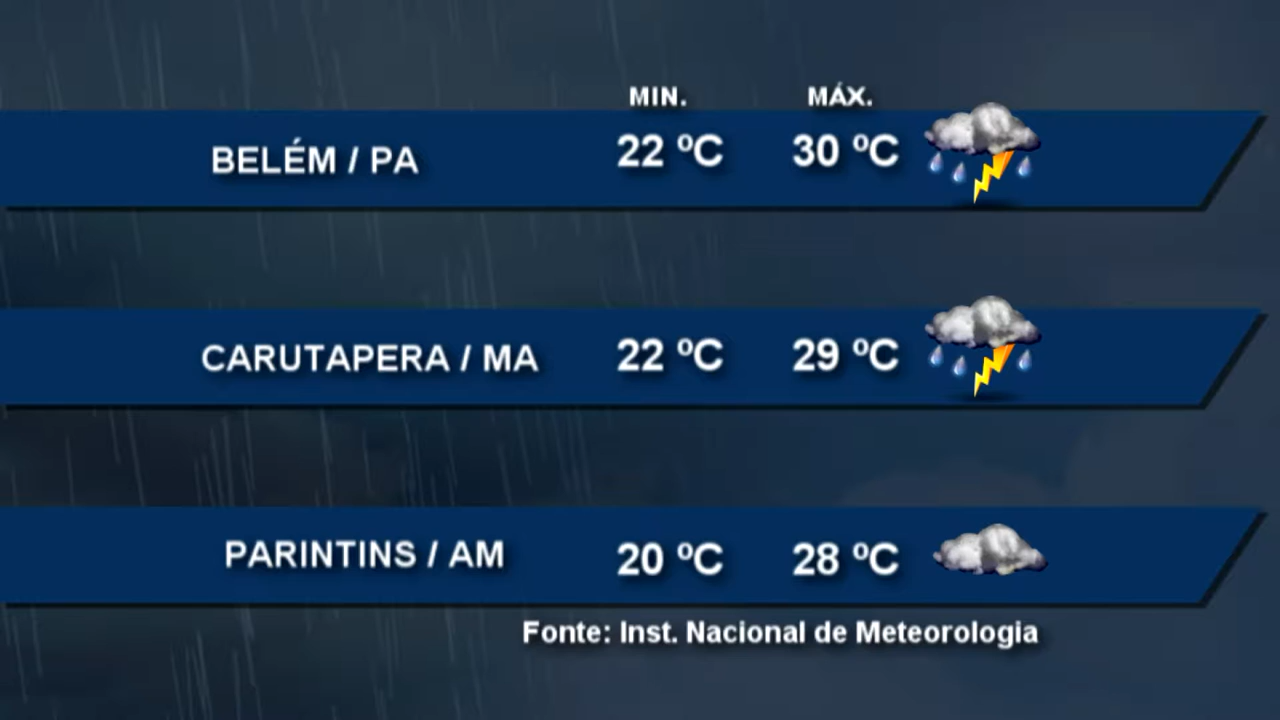 MIN. MÁX.
BELÉM / PA 22 ºC 30 ºC
CARUTAPERA / MA 22 ºC 29 ºC
PARINTINS / AM 20 ºC 28 ºC
Fonte: Inst. Nacional de Meteorologia